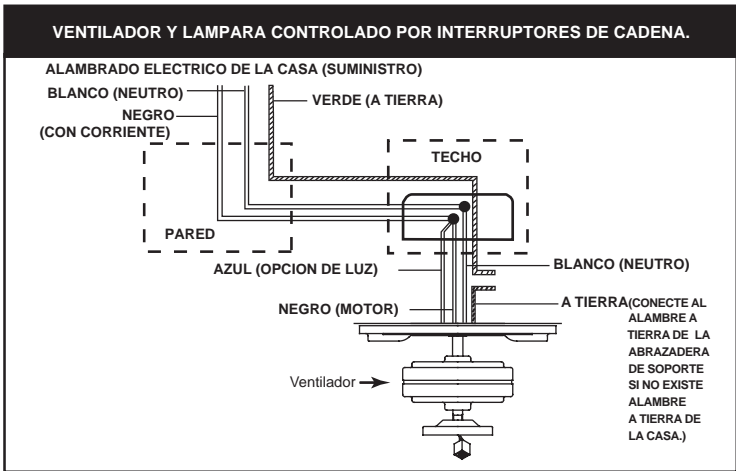 VENTILADOR Y LAMPARA CONTROLADO POR INTERRUPTORES DE CADENA.
ALAMBRADO ELECTRICO DE LA CASA (SUMINISTRO)
BLANCO (NEUTRO)
VERDE (A TIERRA)
NEGRO
(CON CORRIENTE)
TECHO
PARED
AZUL (OPCION DE LUZ)
BLANCO (NEUTRO)
NEGRO (MOTOR)
A TIERRA(CONECTE AL
ALAMBRE A
TIERRA DE LA
ABRAZADERA
DE SOPORTE
SI NO EXISTE
ALAMBRE
A TIERRA DE
LA CASA.)
Ventilador